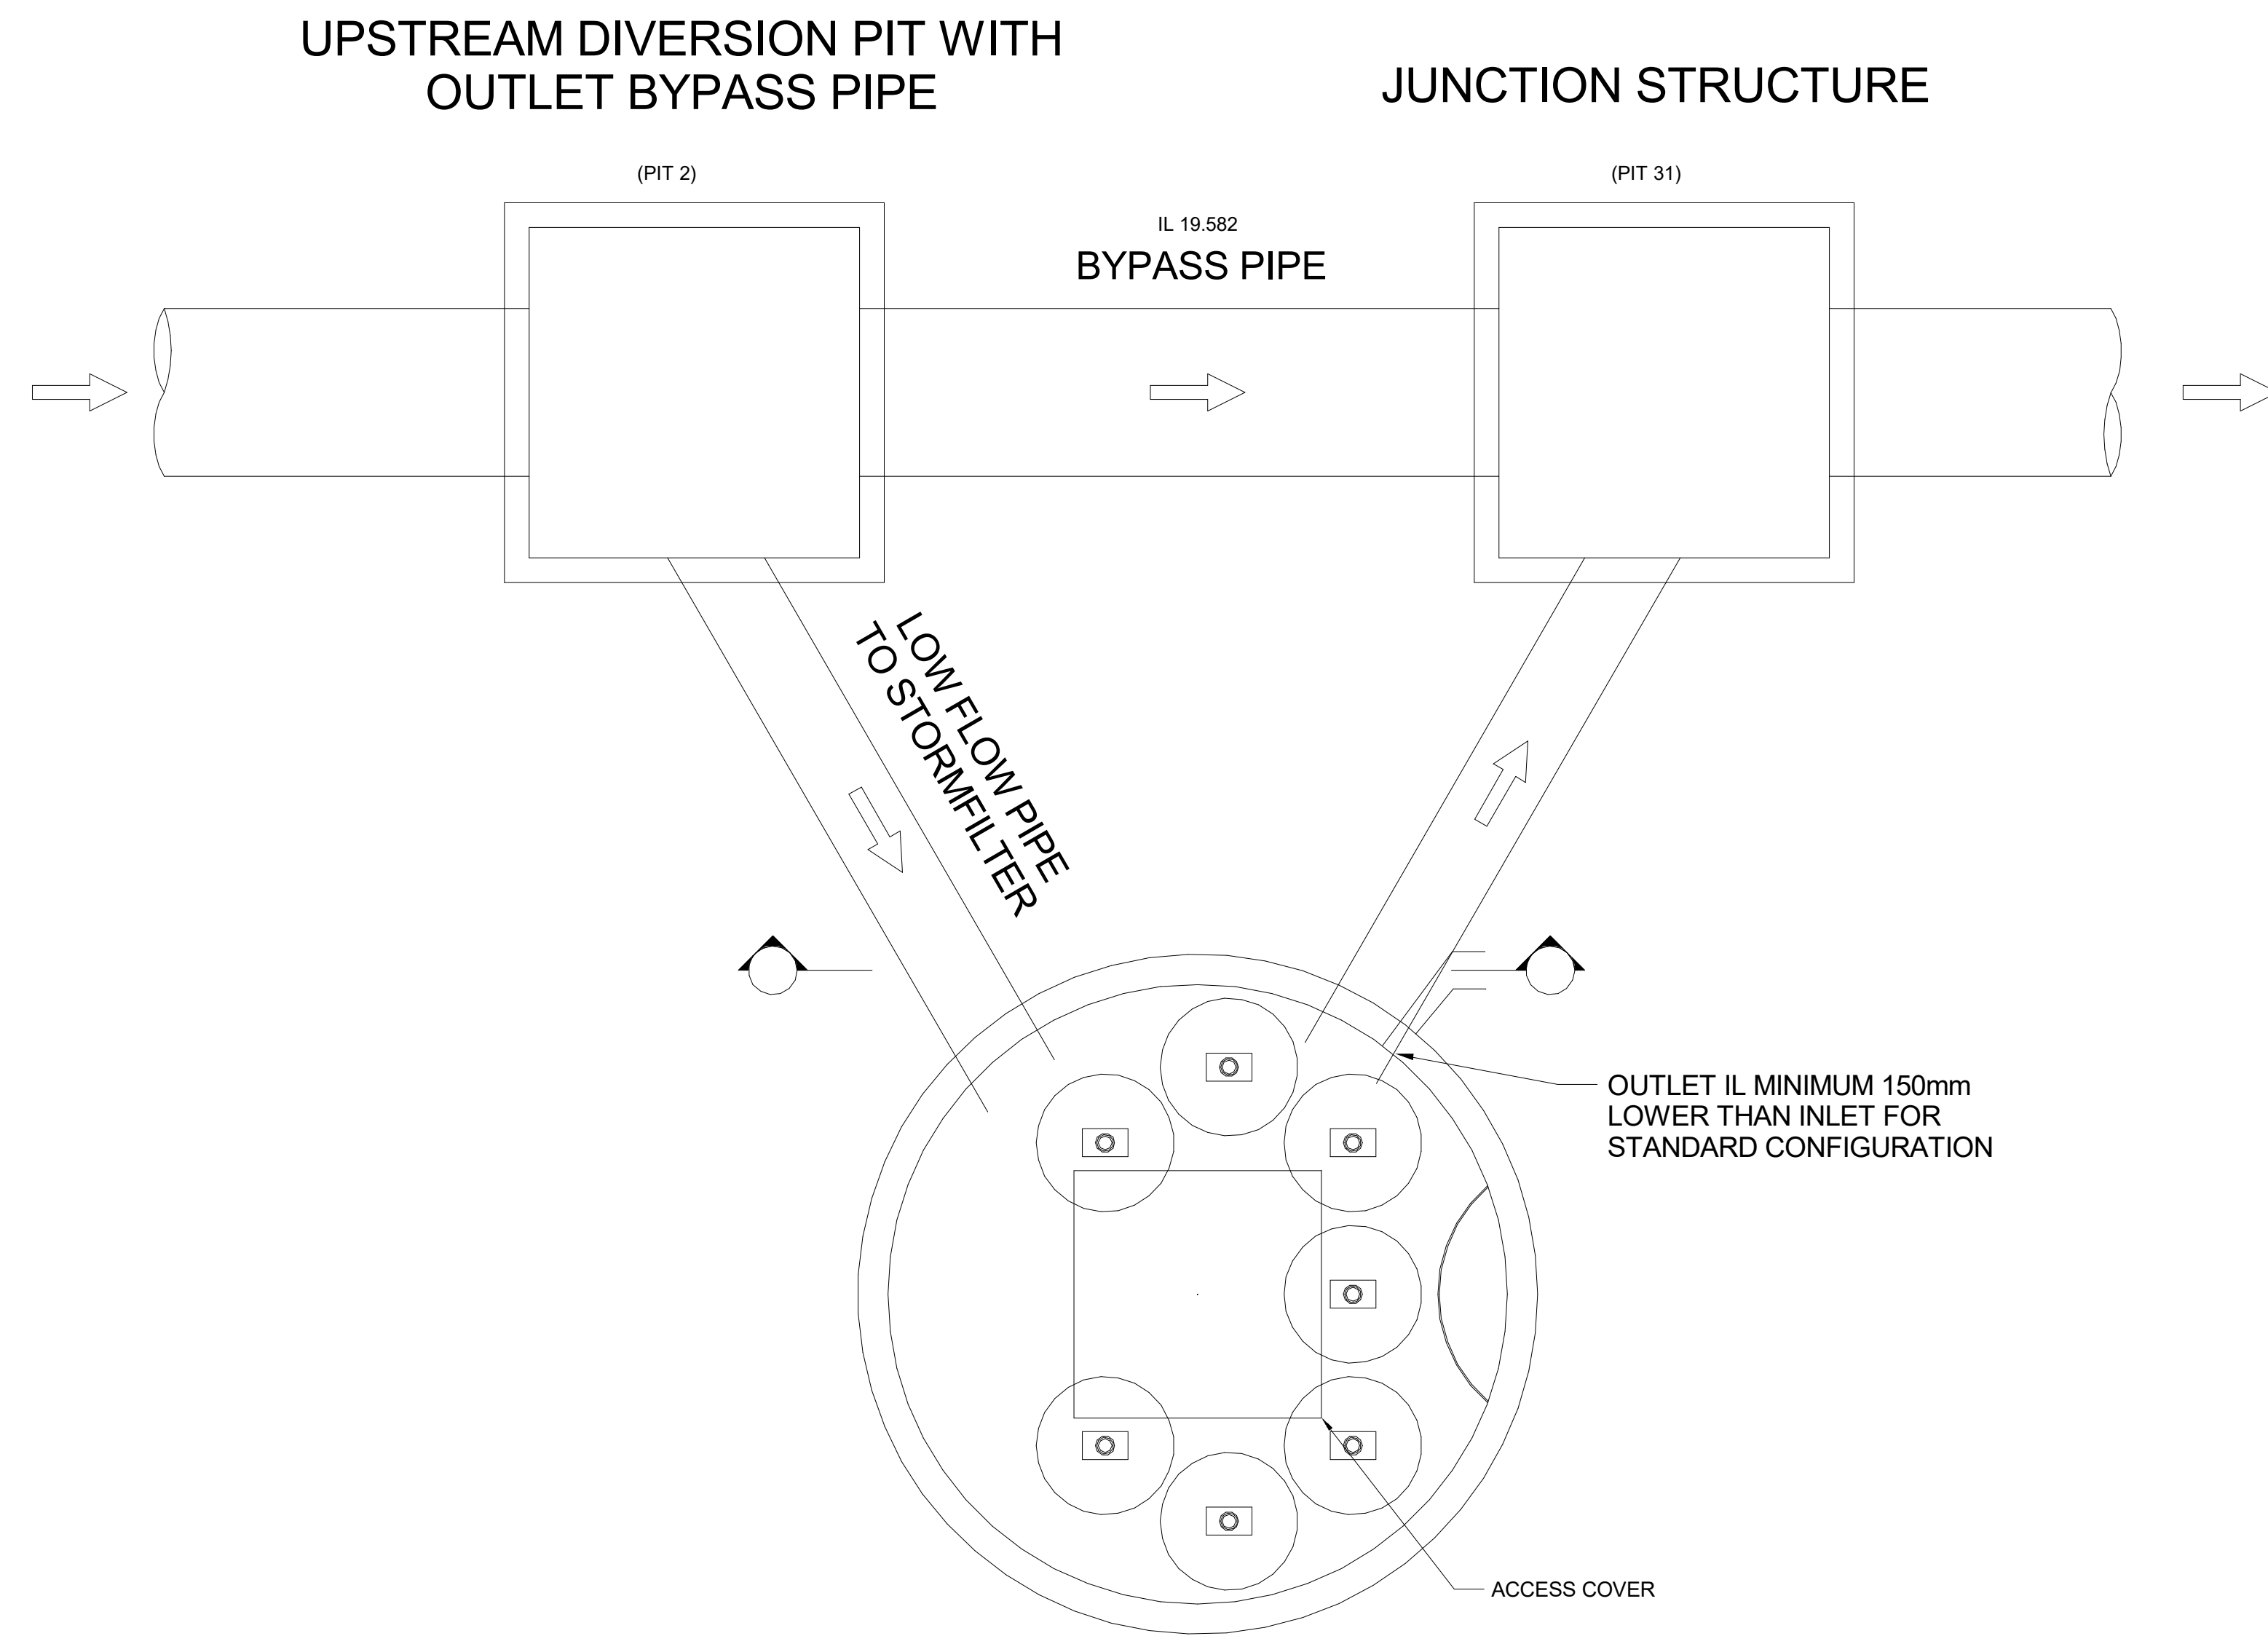 UPSTREAM DIVERSION PIT WITH
OUTLET BYPASS PIPE
JUNCTION STRUCTURE
(PIT 2)
(PIT 31)
IL 19.582
BYPASS PIPE
LOW FLOW PIPE
TO STORMFILTER
OUTLET IL MINIMUM 150mm
LOWER THAN INLET FOR
STANDARD CONFIGURATION
ACCESS COVER